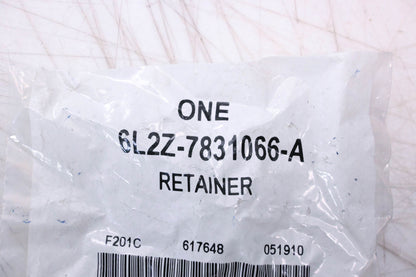 ONE
6L2Z-7831066-A
RETAINER
F201C 617648 051910